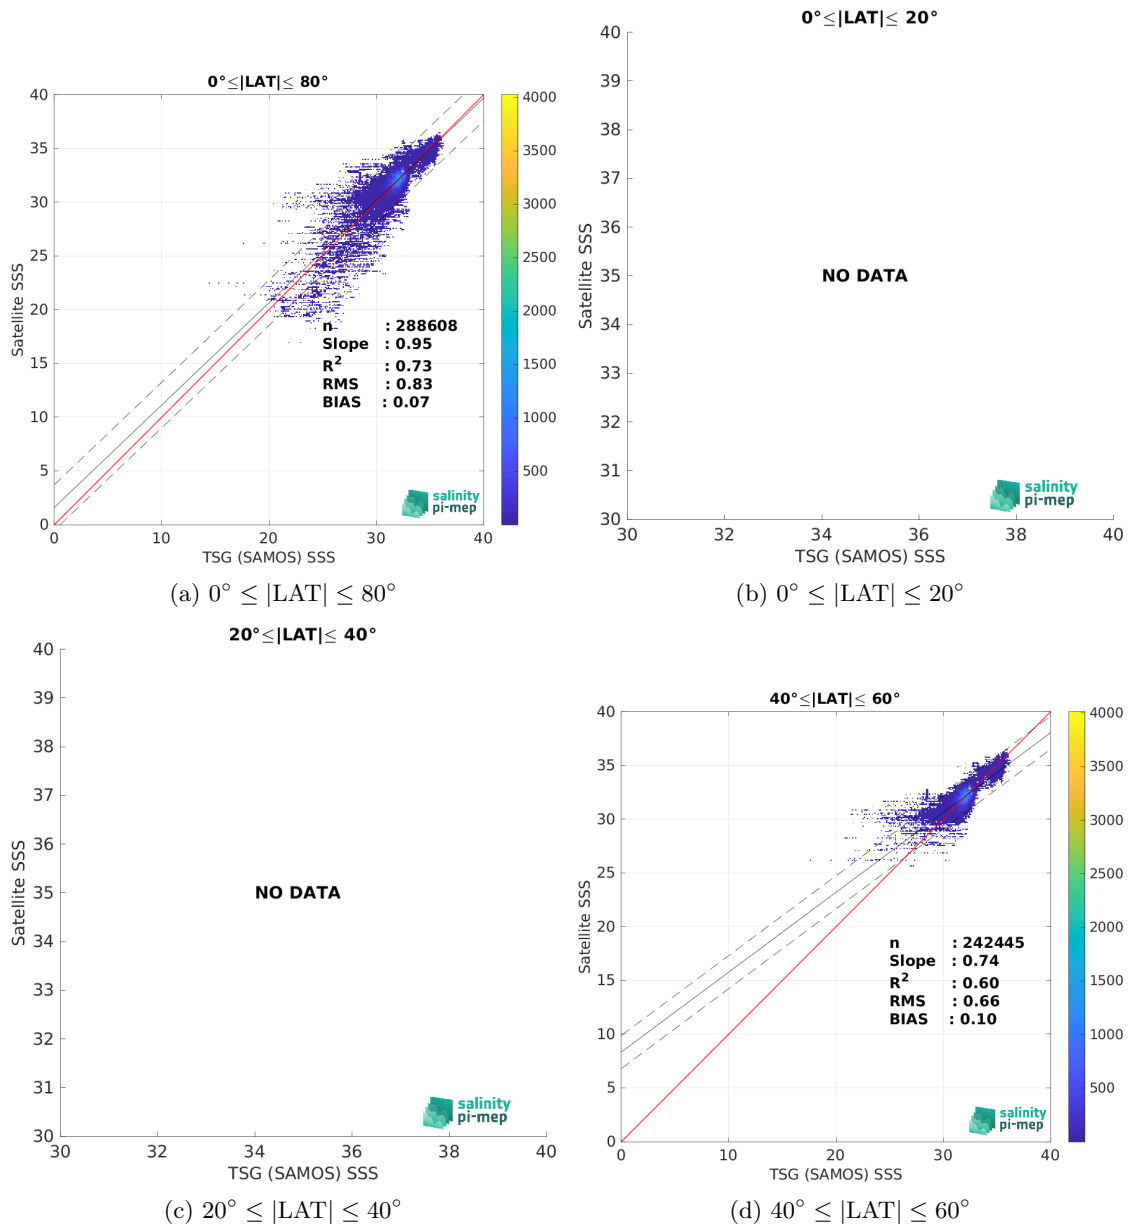 0°≤|LAT|≤ 80°
40
35
30
25
20
15
10
5
0
Satellite SSS
0
10
20
30
40
TSG (SAMOS) SSS
n : 288608
Slope : 0.95
R² : 0.73
RMS : 0.83
BIAS : 0.07
salinity
pi-mep
4000
3500
3000
2500
2000
1500
1000
500
(a) 0° ≤ |LAT| ≤ 80°
0°≤|LAT|≤ 20°
40
39
38
37
36
35
34
33
32
31
30
Satellite SSS
NO DATA
salinity
pi-mep
30
32
34
36
38
40
TSG (SAMOS) SSS
(b) 0° ≤ |LAT| ≤ 20°
20°≤|LAT|≤ 40°
40
39
38
37
36
35
34
33
32
31
30
Satellite SSS
NO DATA
salinity
pi-mep
30
32
34
36
38
40
TSG (SAMOS) SSS
(c) 20° ≤ |LAT| ≤ 40°
40°≤|LAT|≤ 60°
40
35
30
25
20
15
10
5
0
Satellite SSS
n : 242445
Slope : 0.74
R² : 0.60
RMS : 0.66
BIAS : 0.10
salinity
pi-mep
0
10
20
30
40
TSG (SAMOS) SSS
4000
3500
3000
2500
2000
1500
1000
500
(d) 40° ≤ |LAT| ≤ 60°